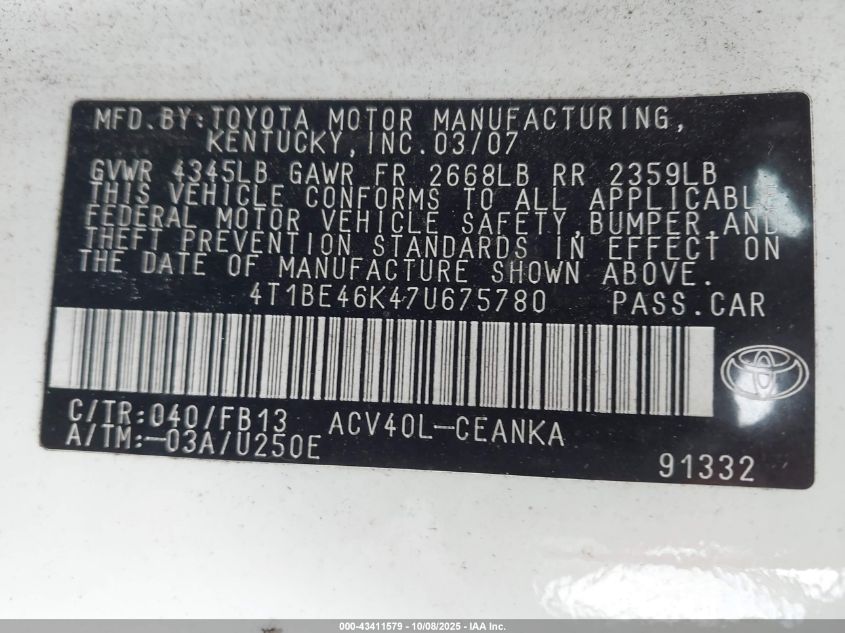 MFD.BY:TOYOTA MOTOR MANUFACTURING,
KENTUCKY,INC.03/07
GVWR 4345LB GAWR FR 2668LB RR 2359LB
THIS VEHICLE CONFORMS TO ALL APPLICABLE
FEDERAL MOTOR VEHICLE SAFETY,BUMPER,AND
THEFT PREVENTION STANDARDS IN EFFECT ON
THE DATE OF MANUFACTURE SHOWN ABOVE.
4T1BE46K47U675780 PASS.CAR
C/TR:040/FB13 ACV40L-CEANKA
A/TM:-03A/U250E
91332
000-43411579 - 10/08/2025 - IAA Inc.